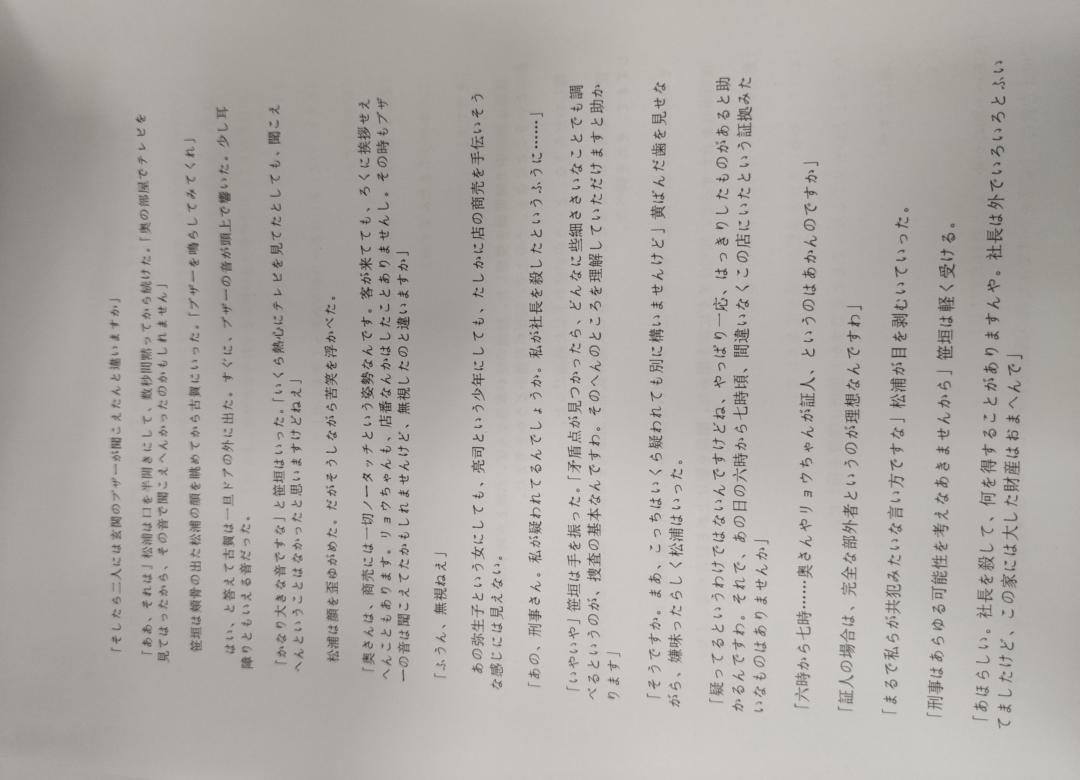 「そしたら二人には玄関のブザーが聞こえたんと違いますか」
「ああ、それは」松浦は口を半開きにして、数秒間黙ってから続けた。「奥の部屋でテレビを
見てはったから、その音で聞こえへんかったのかもしれません」
笹垣は頬骨の出た松浦の顔を眺めてから古賀にいった。「ブザーを鳴らしてみてくれ」
はい、と答えて古賀は一旦ドアの外に出た。すぐに、ブザーの音が頭上で響いた。少し耳
障りともいえる音だった。
「かなり大きな音ですな」と笹垣はいった。「いくら熱心にテレビを見てたとしても、聞こえ
へんということはなかったと思いますけどねえ」
松浦は顔を歪ゆがめた。だがそうしながら苦笑を浮かべた。
「奥さんは、商売には一切ノータッチという姿勢なんです。客が来てても、ろくに挨拶せえ
へんこともあります。リョウちゃんも、店番なんかはしたことありませんし。その時もブザ
ーの音は聞こえてたかもしれませんけど、無視したのと違いますか」
「ふうん、無視ねえ」
あの弥生子という女にしても、亮司という少年にしても、たしかに店の商売を手伝いそう
な感じには見えない。
「あの、刑事さん。私が疑われてるんでしょうか。私が社長を殺したというふうに……」
「いやいや」笹垣は手を振った。「矛盾点が見つかったら、どんなに些細ささいなことでも調
べるというのが、捜査の基本なんですわ。そのへんのところを理解していただけますと助か
ります」
「そうですか。まあ、こっちはいくら疑われても別に構いませんけど」黄ばんだ歯を見せな
がら、嫌味ったらしく松浦はいった。
「疑ってるというわけではないんですけどね、やっぱり一応、はっきりしたものがあると助
かるんですわ。それで、あの日の六時から七時頃、間違いなくこの店にいたという証拠みた
いなものはありませんか」
「六時から七時……奥さんやリョウちゃんが証人、というのはあかんのですか」
「証人の場合は、完全な部外者というのが理想なんですわ」
「まるで私らが共犯みたいな言い方ですな」松浦が目を剥むいていった。
「刑事はあらゆる可能性を考えなあきませんから」笹垣は軽く受ける。
「あほらしい。社長を殺して、何を得することがありますんや。社長は外でいろいろとふい
てましたけど、この家には大した財産はおまへんで」